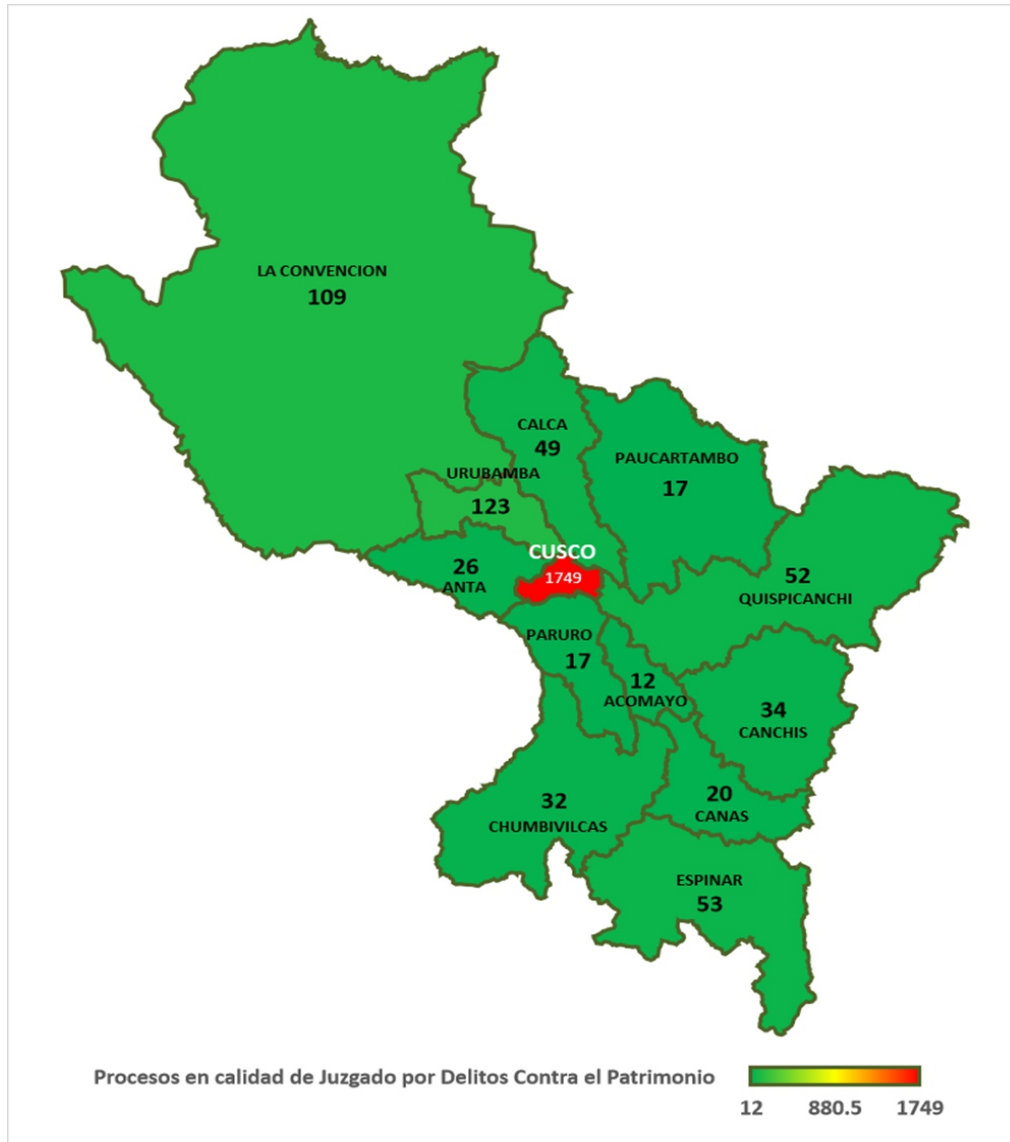 LA CONVENCION
109
CALCA
49
PAUCARTAMBO
17
URUBAMBA
123
CUSCO
1749
26
ANTA
52
QUISPICANCHI
PARURO
17
12
ACOMAYO
34
CANCHIS
32
CHUMBIVILCAS
20
CANAS
ESPINAR
53
Procesos en calidad de Juzgado por Delitos Contra el Patrimonio
12 880.5 1749